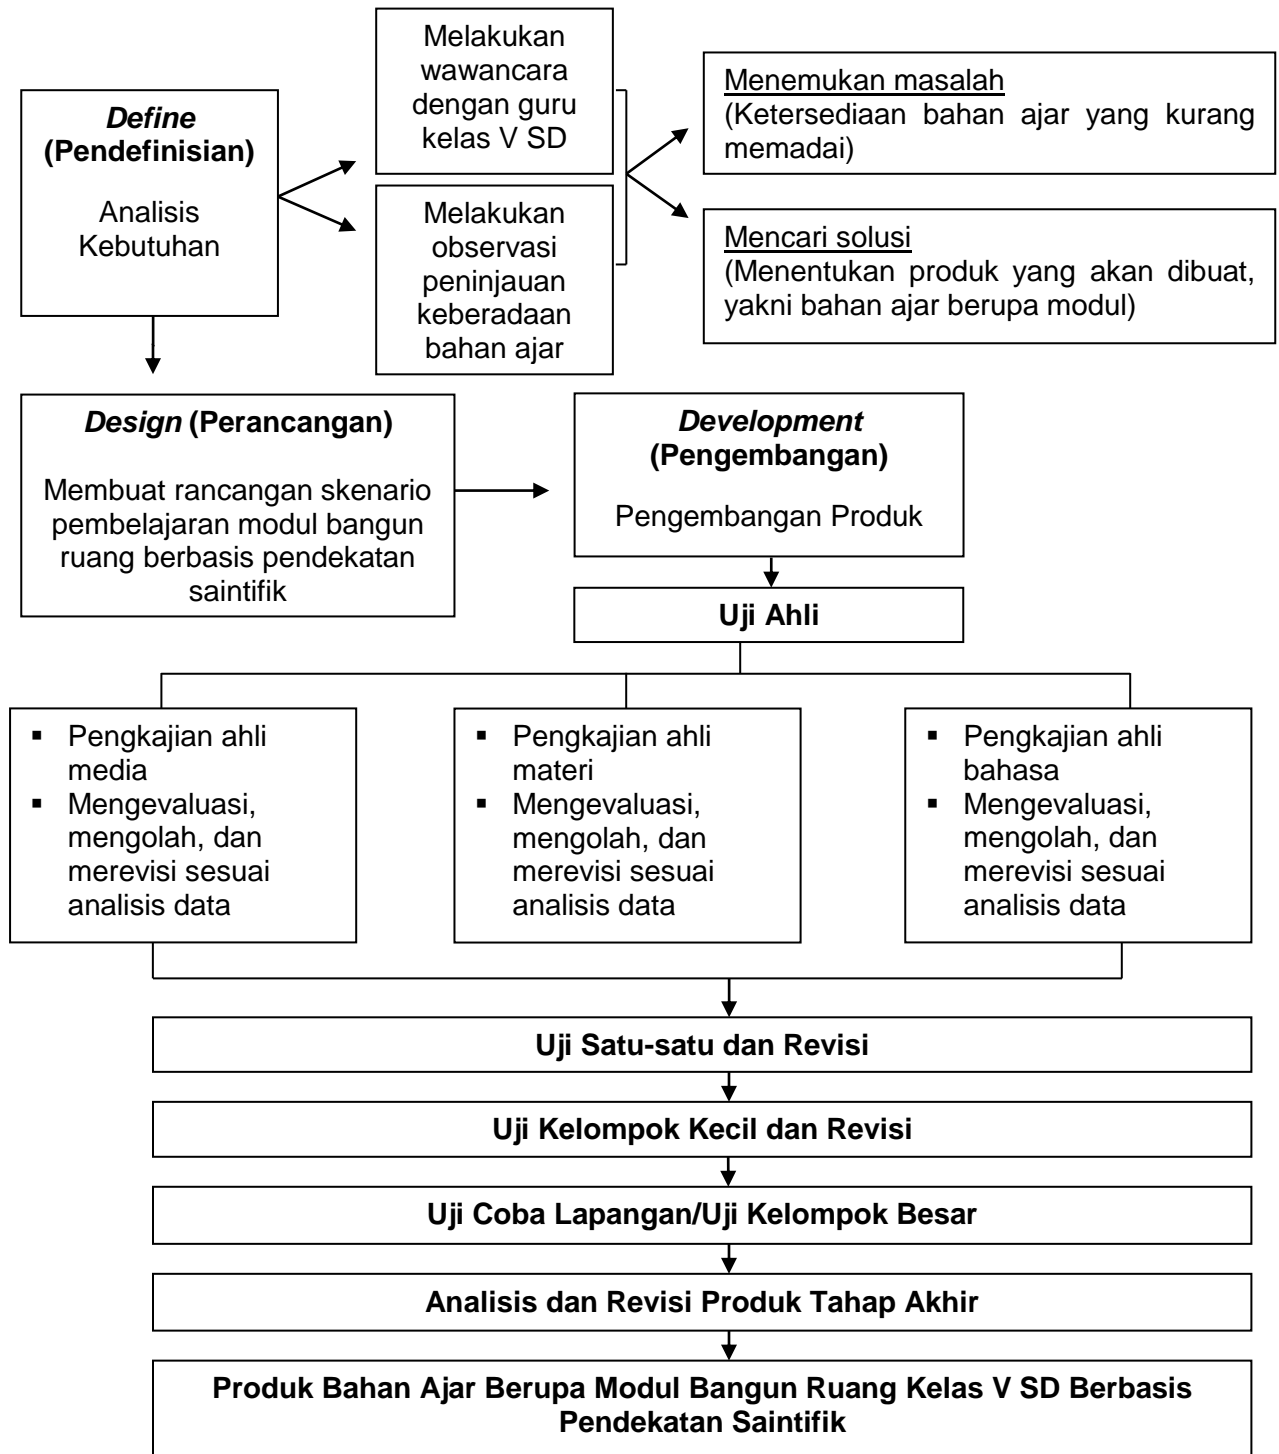 Define
(Pendefinisian)
Analisis
Kebutuhan
Melakukan
wawancara
dengan guru
kelas V SD
Melakukan
observasi
peninjauan
keberadaan
bahan ajar
Menemukan masalah
(Ketersediaan bahan ajar yang kurang
memadai)
Mencari solusi
(Menentukan produk yang akan dibuat,
yakni bahan ajar berupa modul)
Design (Perancangan)
Membuat rancangan skenario
pembelajaran modul bangun
ruang berbasis pendekatan
saintifik
Development
(Pengembangan)
Pengembangan Produk
Uji Ahli
▪ Pengkajian ahli
media
▪ Mengevaluasi,
mengolah, dan
merevisi sesuai
analisis data
▪ Pengkajian ahli
materi
▪ Mengevaluasi,
mengolah, dan
merevisi sesuai
analisis data
▪ Pengkajian ahli
bahasa
▪ Mengevaluasi,
mengolah, dan
merevisi sesuai
analisis data
Uji Satu-satu dan Revisi
Uji Kelompok Kecil dan Revisi
Uji Coba Lapangan/Uji Kelompok Besar
Analisis dan Revisi Produk Tahap Akhir
Produk Bahan Ajar Berupa Modul Bangun Ruang Kelas V SD Berbasis
Pendekatan Saintifik